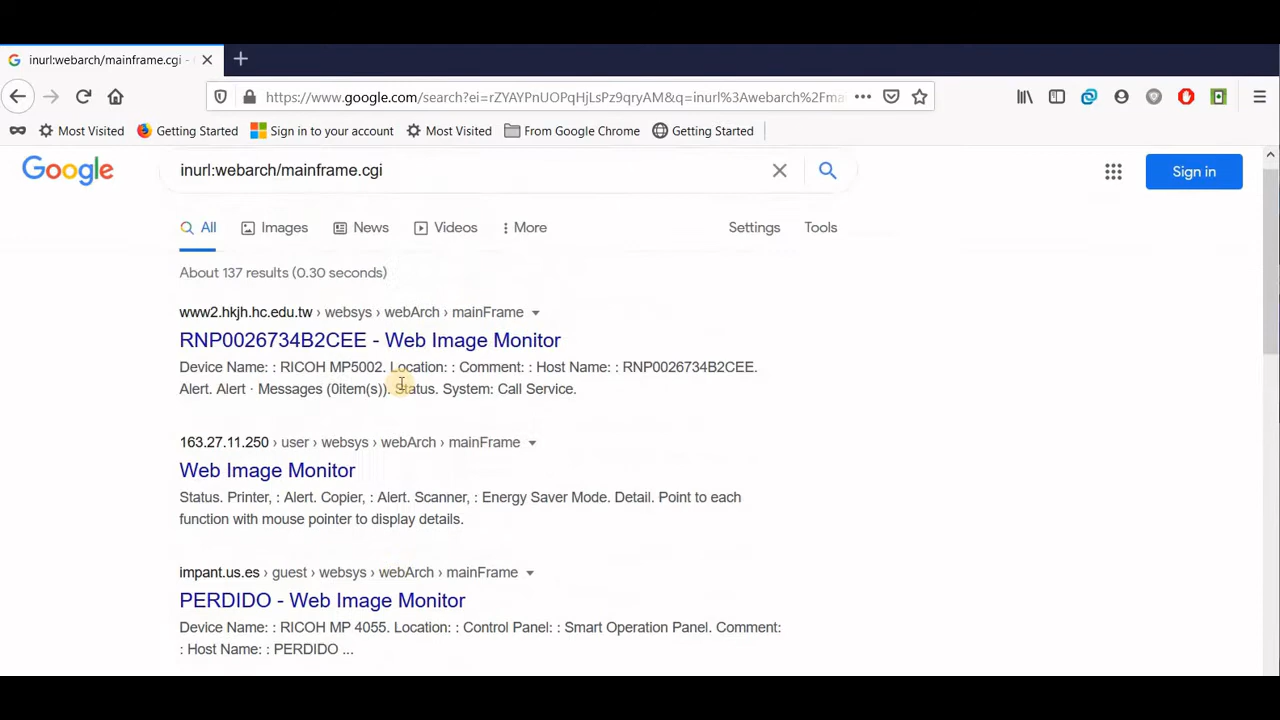 inurl:webarch/mainframe.cgi -
https://www.google.com/search?ei=rZYAYPnUOPqHjLsPz9qryAM&q=inurl%3Awebarch%2Fma
Most Visited Getting Started Sign in to your account Most Visited From Google Chrome Getting Started
Google inurl:webarch/mainframe.cgi Sign in
All Images News Videos More Settings Tools
About 137 results (0.30 seconds)
www2.hkjh.hc.edu.tw › websys › webArch › mainFrame
RNP0026734B2CEE - Web Image Monitor
Device Name: : RICOH MP5002. Location: : Comment: : Host Name: : RNP0026734B2CEE.
Alert. Alert · Messages (0item(s)). Status. System: Call Service.
163.27.11.250 › user › websys › webArch › mainFrame
Web Image Monitor
Status. Printer, : Alert. Copier, : Alert. Scanner, : Energy Saver Mode. Detail. Point to each
function with mouse pointer to display details.
impant.us.es › guest › websys › webArch › mainFrame
PERDIDO - Web Image Monitor
Device Name: : RICOH MP 4055. Location: : Control Panel: : Smart Operation Panel. Comment:
: Host Name: : PERDIDO ...